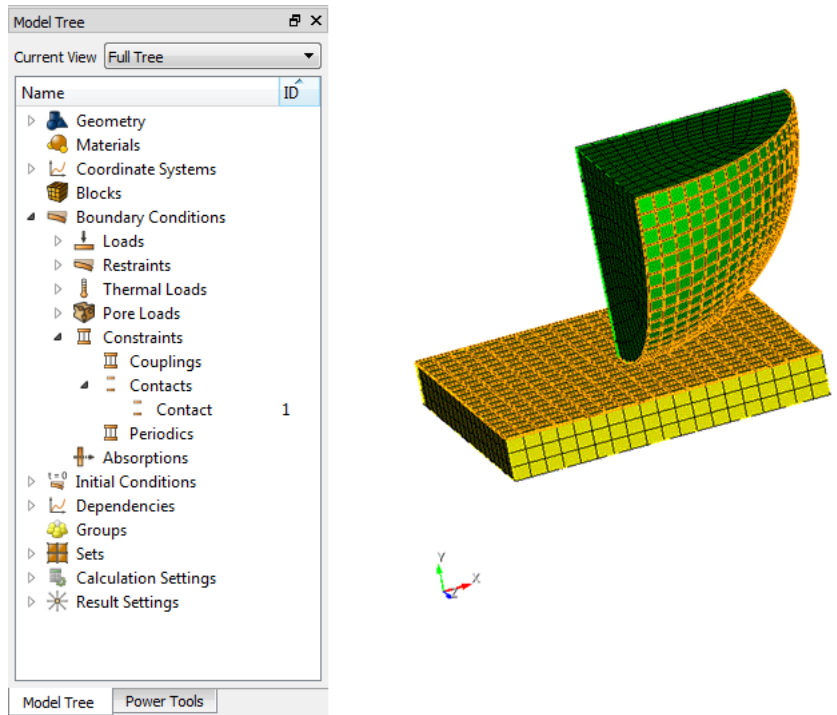 Model Tree
Current View Full Tree
Name ID
Geometry
Materials
Coordinate Systems
Blocks
Boundary Conditions
Loads
Restraints
Thermal Loads
Pore Loads
Constraints
Couplings
Contacts
Contact 1
Periodics
Absorptions
t=0
Initial Conditions
Dependencies
Groups
Sets
Calculation Settings
Result Settings
Model Tree Power Tools
Y
X
Z